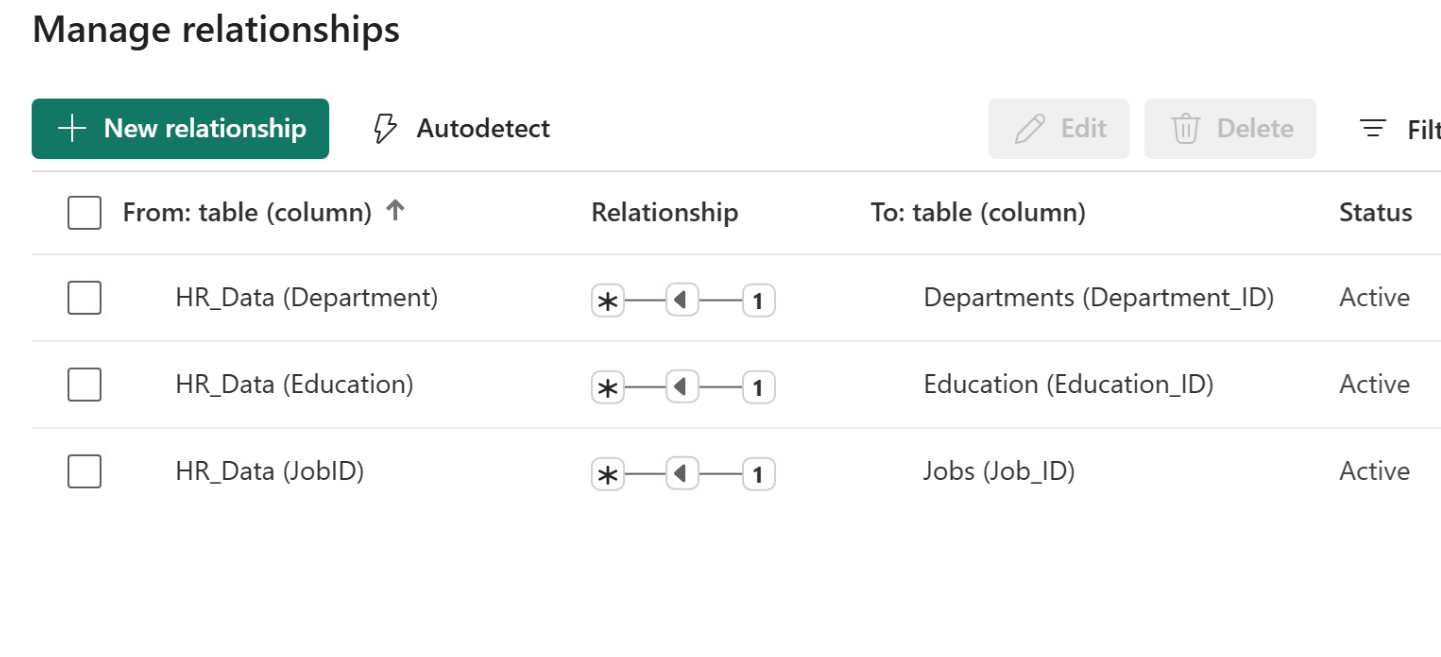 Manage relationships
New relationship Autodetect Edit Delete
From: table (column) ↑ Relationship To: table (column) Status
HR_Data (Department) * 1 Departments (Department_ID) Active
HR_Data (Education) * 1 Education (Education_ID) Active
HR_Data (JobID) * 1 Jobs (Job_ID) Active